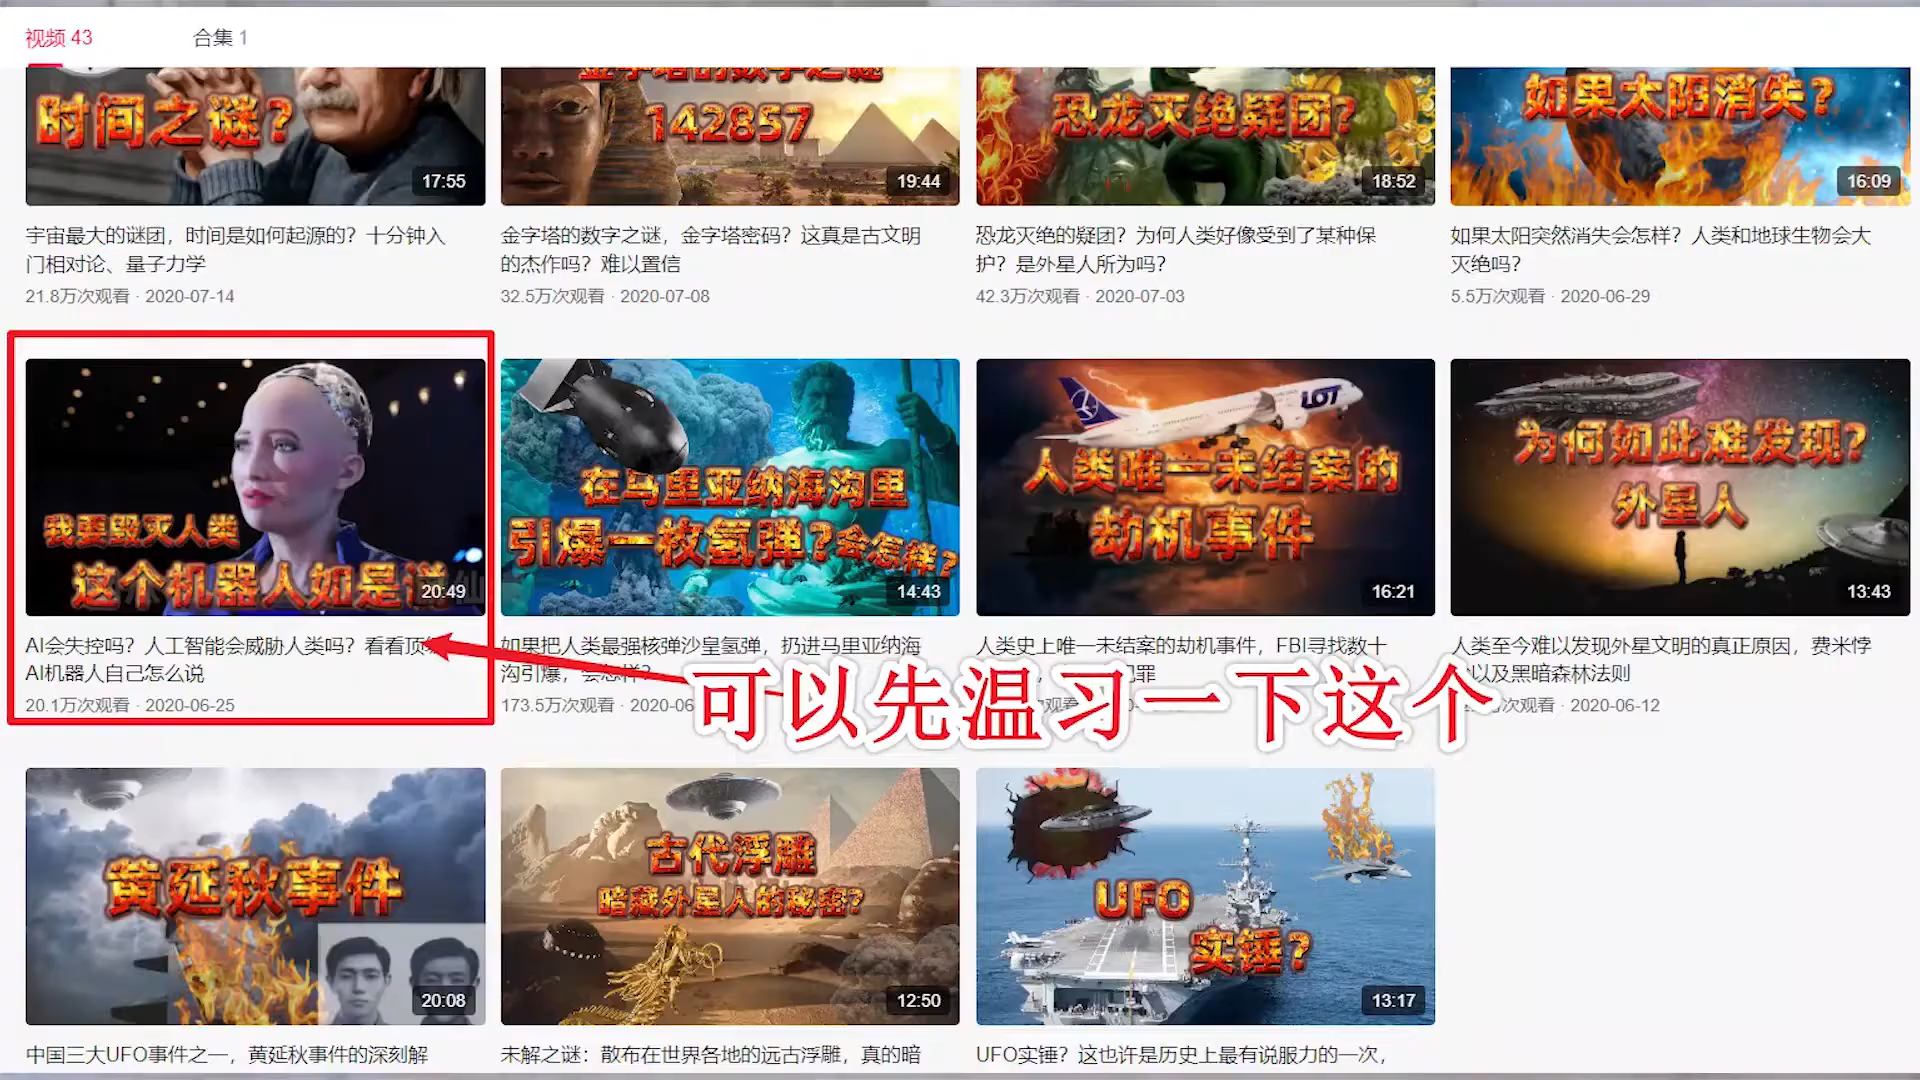 视频 43
合集 1
时间之谜?
17:55
金字塔的数字之谜
142857
19:44
恐龙灭绝疑团?
18:52
如果太阳消失?
16:09
宇宙最大的谜团，时间是如何起源的？十分钟入
门相对论、量子力学
21.8万次观看 · 2020-07-14
金字塔的数字之谜，金字塔密码？这真是古文明
的杰作吗？难以置信
32.5万次观看 · 2020-07-08
恐龙灭绝的疑团？为何人类好像受到了某种保
护？是外星人所为吗？
42.3万次观看 · 2020-07-03
如果太阳突然消失会怎样？人类和地球生物会大
灭绝吗？
5.5万次观看 · 2020-06-29
我要毁灭人类
这个机器人如是说
20:49
在马里亚纳海沟里
引爆一枚氢弹?会怎样?
14:43
LOT
人类唯一未结案的
劫机事件
16:21
为何如此难发现?
外星人
13:43
AI会失控吗？人工智能会威胁人类吗？看看顶
AI机器人自己怎么说
20.1万次观看 · 2020-06-25
如果把人类最强核弹沙皇氢弹，扔进马里亚纳海
沟引爆，会怎样？
173.5万次观看 · 2020-06
人类史上唯一未结案的劫机事件，FBI寻找数十
罪
人类至今难以发现外星文明的真正原因，费米悖
以及黑暗森林法则
次观看 · 2020-06-12
可以先温习一下这个
黄延秋事件
20:08
古代浮雕
暗藏外星人的秘密?
12:50
UFO
实锤?
13:17
中国三大UFO事件之一，黄延秋事件的深刻解
未解之谜：散布在世界各地的远古浮雕，真的暗
UFO实锤？这也许是历史上最有说服力的一次，